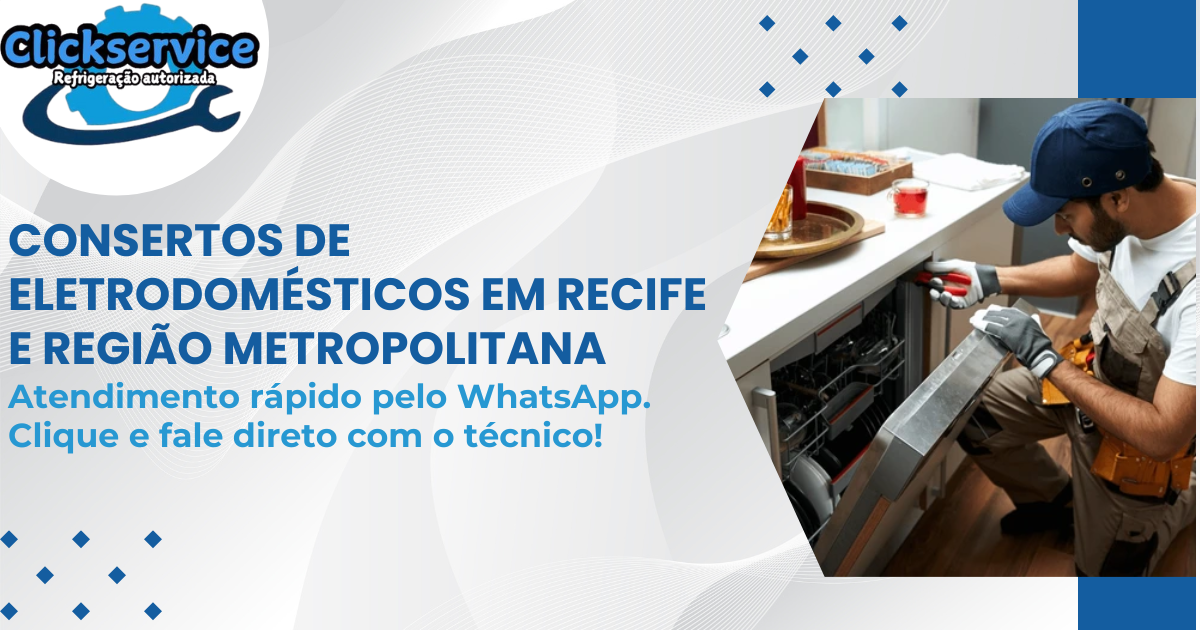 Clickservice
Refrigeração autorizada
CONSERTOS DE
ELETRODOMÉSTICOS EM RECIFE
E REGIÃO METROPOLITANA
Atendimento rápido pelo WhatsApp.
Clique e fale direto com o técnico!